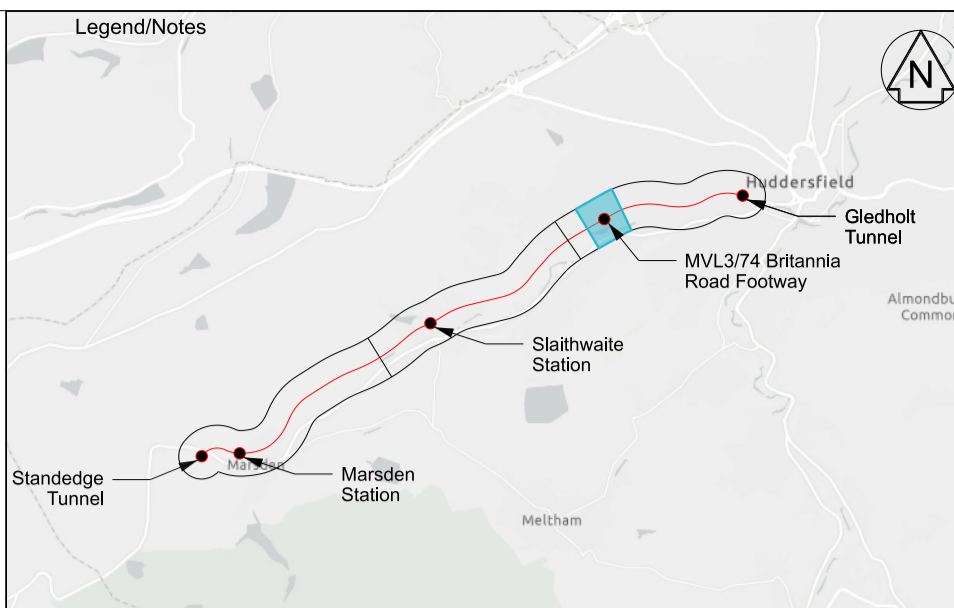 Legend/Notes
N
Huddersfield
Gledholt
Tunnel
MVL3/74 Britannia
Road Footway
Almondbu
Common
Slaithwaite
Station
Standedge
Tunnel
Marsden
Marsden
Station
Meltham